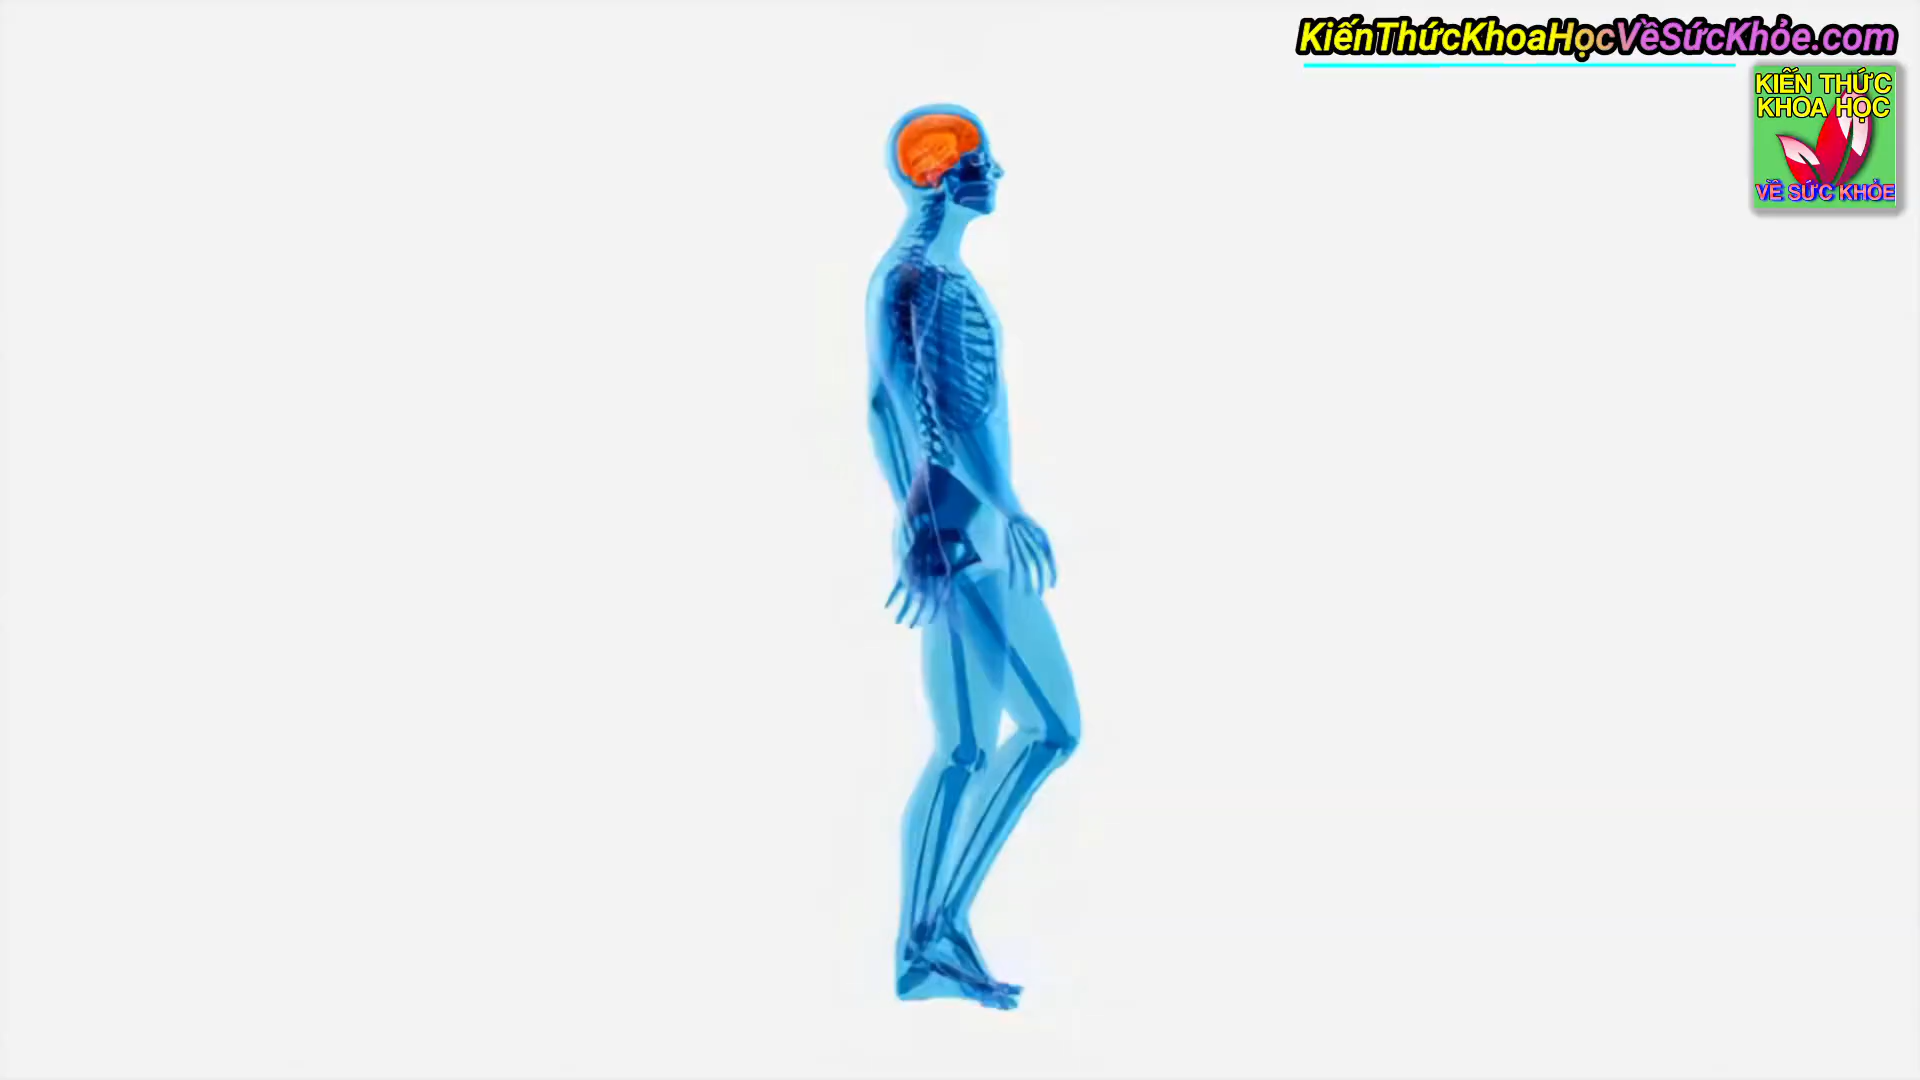 KiếnThứcKhoaHọcVềSứcKhỏe.com
KIẾN THỨC
KHOA HỌC
VỀ SỨC KHỎE